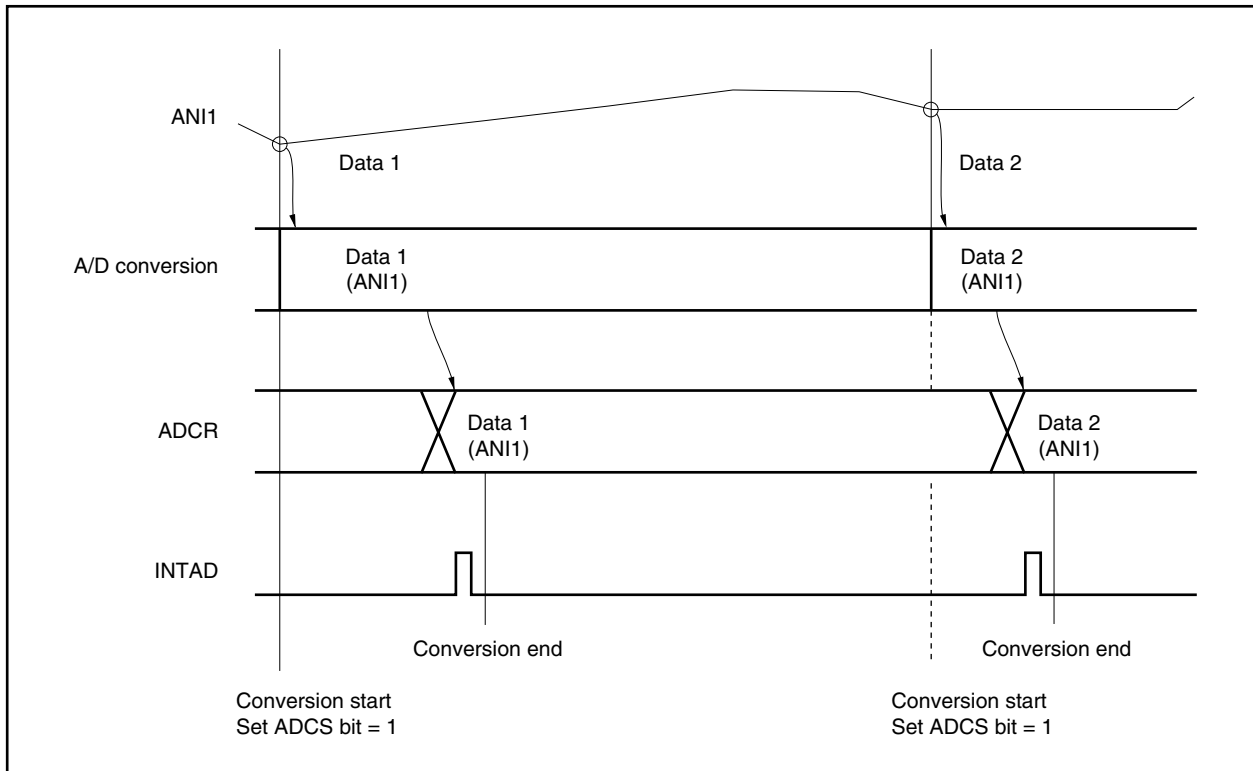 ANI1
Data 1
Data 2
A/D conversion
Data 1
(ANI1)
Data 2
(ANI1)
ADCR
Data 1
(ANI1)
Data 2
(ANI1)
INTAD
Conversion end
Conversion end
Conversion start
Set ADCS bit = 1
Conversion start
Set ADCS bit = 1